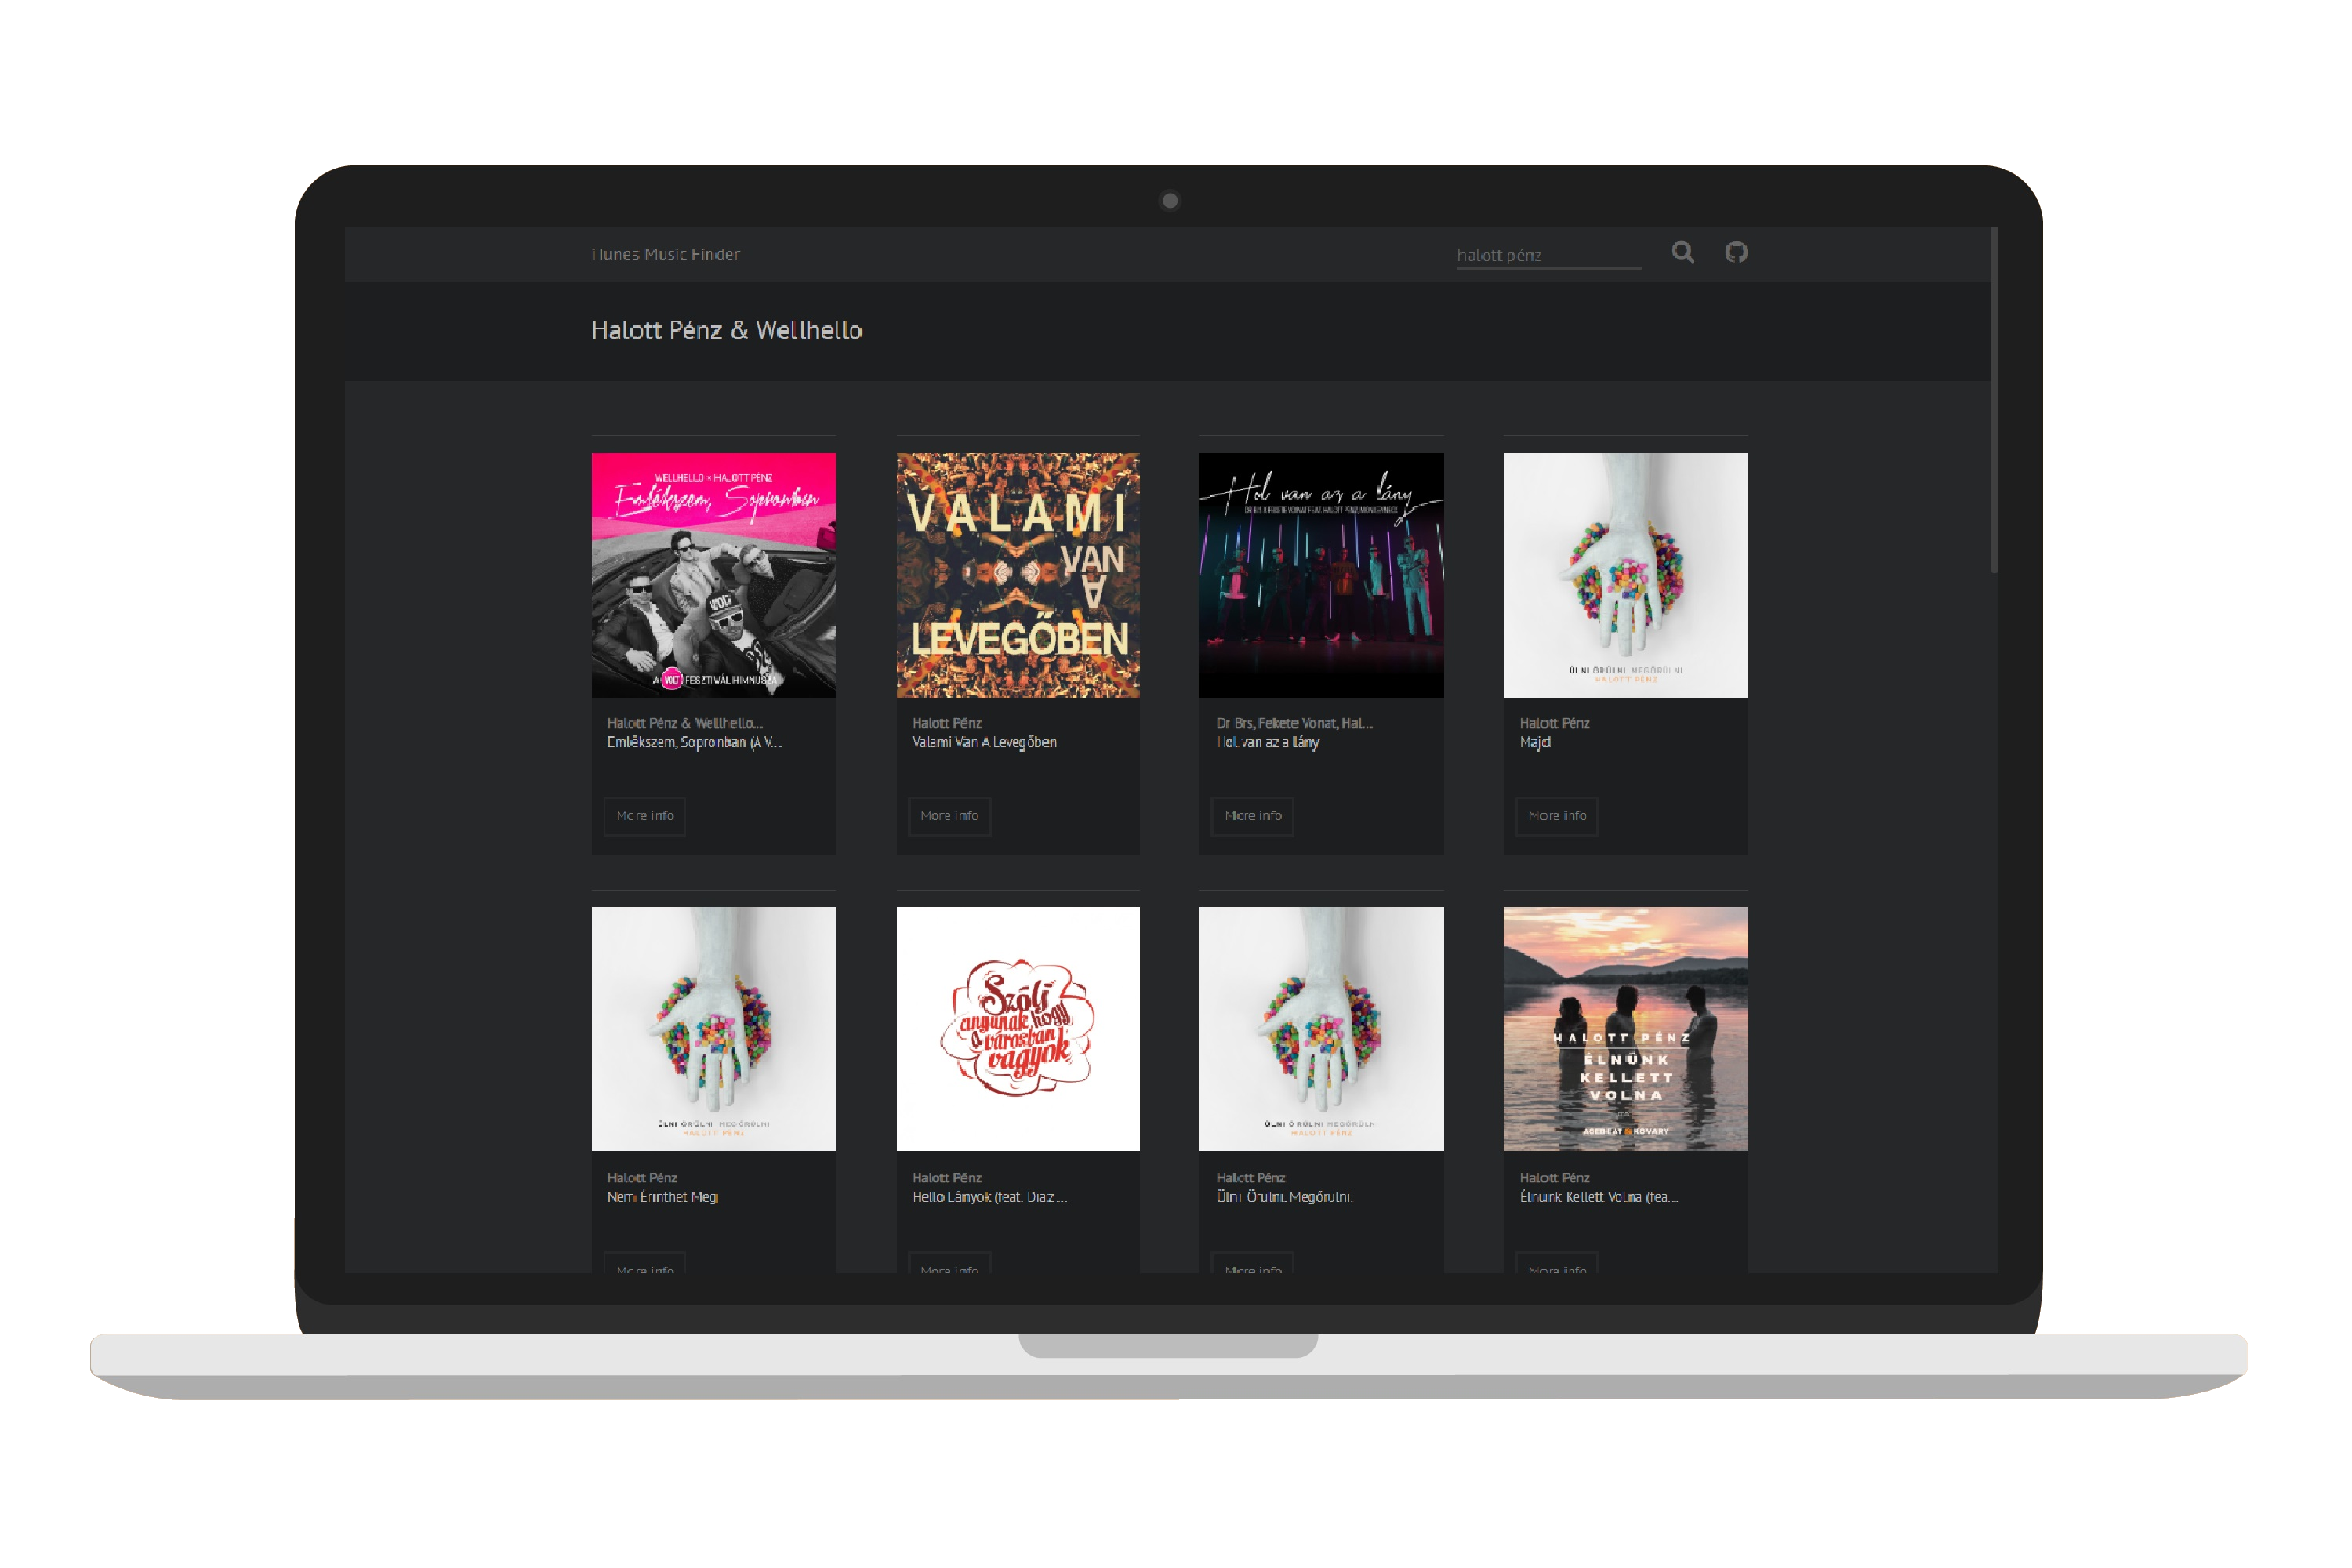 iTunes Music Finder
halott pénz
Halott Pénz & Wellhello
WELLHELLO × HALOTT PÉNZ
Emlékszem, Sopronban
VOLT
A VOLT FESZTIVÁL HIMNUSZA
Halott Pénz & Wellhello...
Emlékszem, Sopronban (A V...
More info
VALAMI
VAN
A
LEVEGŐBEN
Halott Pénz
Valami Van A Levegőben
More info
Hol van az a lány
Dr Brs, Fekete Vonat, Hal...
Hol van az a lány
More info
ÜLNI ÖRÜLNI MEGŐRÜLNI
HALOTT PÉNZ
Halott Pénz
Majd
More info
ÜLNI ÖRÜLNI MEGŐRÜLNI
HALOTT PÉNZ
Halott Pénz
Nem Érinthet Meg
More info
Szólj
anyunak hogy
a városban
vagyok
Halott Pénz
Hello Lányok (feat. Diaz ...
More info
ÜLNI ÖRÜLNI MEGŐRÜLNI
HALOTT PÉNZ
Halott Pénz
Ülni. Örülni. Megőrülni.
More info
HALOTT PÉNZ
ÉLNÜNK
KELLETT
VOLNA
AGEBEAT KOVARY
Halott Pénz
Élnünk Kellett Volna (fea...
More info